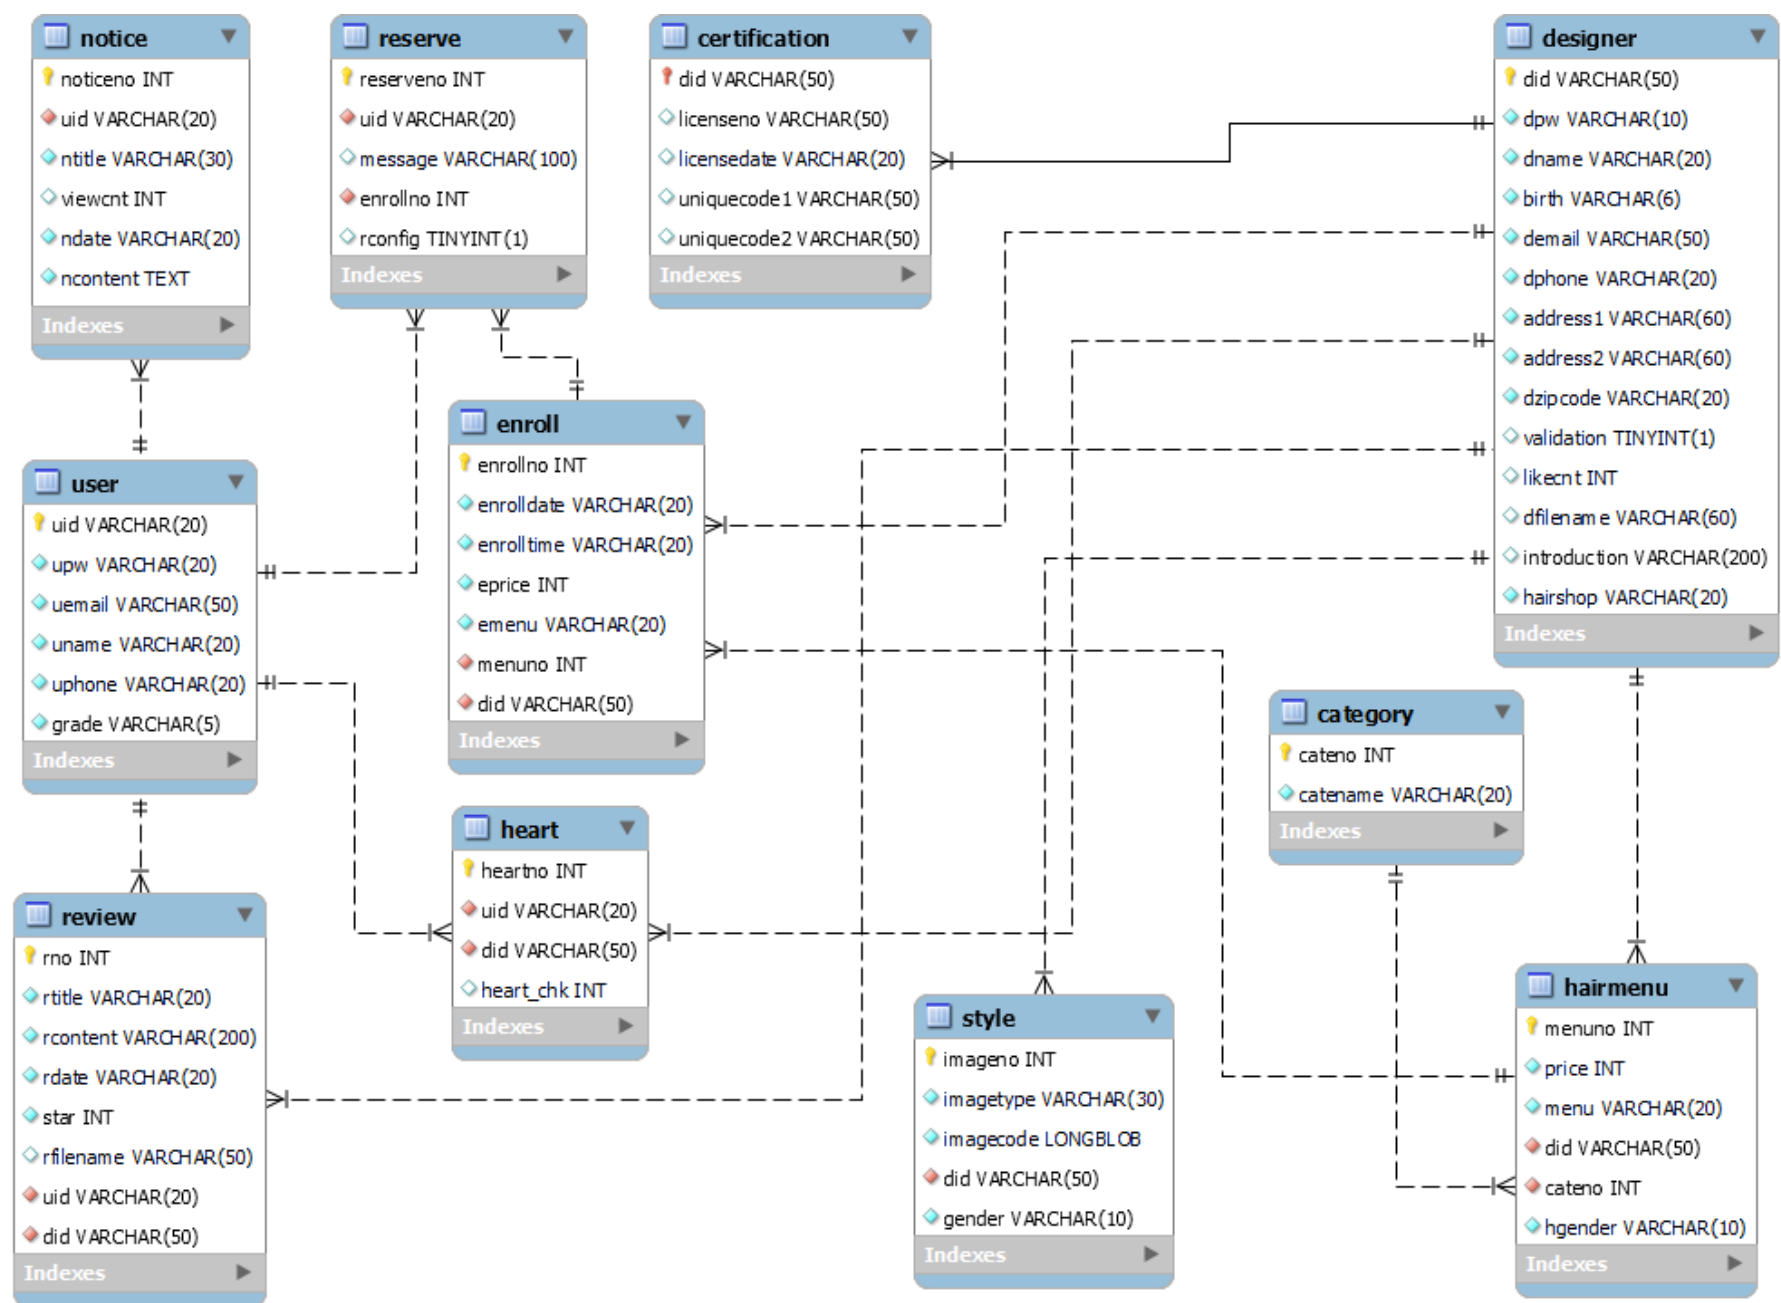 notice
noticeno INT
uid VARCHAR(20)
ntitle VARCHAR(30)
viewcnt INT
ndate VARCHAR(20)
ncontent TEXT
Indexes
reserve
reserveno INT
uid VARCHAR(20)
message VARCHAR(100)
enrollno INT
rconfig TINYINT(1)
Indexes
certification
did VARCHAR(50)
licenseno VARCHAR(50)
licensedate VARCHAR(20)
uniquecode1 VARCHAR(50)
uniquecode2 VARCHAR(50)
Indexes
designer
did VARCHAR(50)
dpw VARCHAR(10)
dname VARCHAR(20)
birth VARCHAR(6)
demail VARCHAR(50)
dphone VARCHAR(20)
address1 VARCHAR(60)
address2 VARCHAR(60)
dzipcode VARCHAR(20)
validation TINYINT(1)
likecnt INT
dfilename VARCHAR(60)
introduction VARCHAR(200)
hairshop VARCHAR(20)
Indexes
user
uid VARCHAR(20)
upw VARCHAR(20)
uemail VARCHAR(50)
uname VARCHAR(20)
uphone VARCHAR(20)
grade VARCHAR(5)
Indexes
enroll
enrollno INT
enrolldate VARCHAR(20)
enrolltime VARCHAR(20)
eprice INT
emenu VARCHAR(20)
menuno INT
did VARCHAR(50)
Indexes
category
cateno INT
catename VARCHAR(20)
Indexes
heart
heartno INT
uid VARCHAR(20)
did VARCHAR(50)
heart_chk INT
Indexes
review
rno INT
rtitle VARCHAR(20)
rcontent VARCHAR(200)
rdate VARCHAR(20)
star INT
rfilename VARCHAR(50)
uid VARCHAR(20)
did VARCHAR(50)
Indexes
style
imageno INT
imagetype VARCHAR(30)
imagecode LONGBLOB
did VARCHAR(50)
gender VARCHAR(10)
Indexes
hairmenu
menuno INT
price INT
menu VARCHAR(20)
did VARCHAR(50)
cateno INT
hgender VARCHAR(10)
Indexes